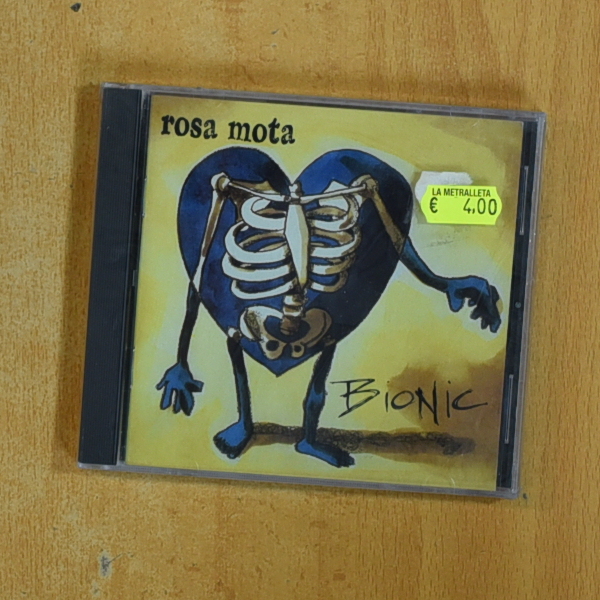 rosa mota
LA METRALLETA
€ 4,00
BIONIC